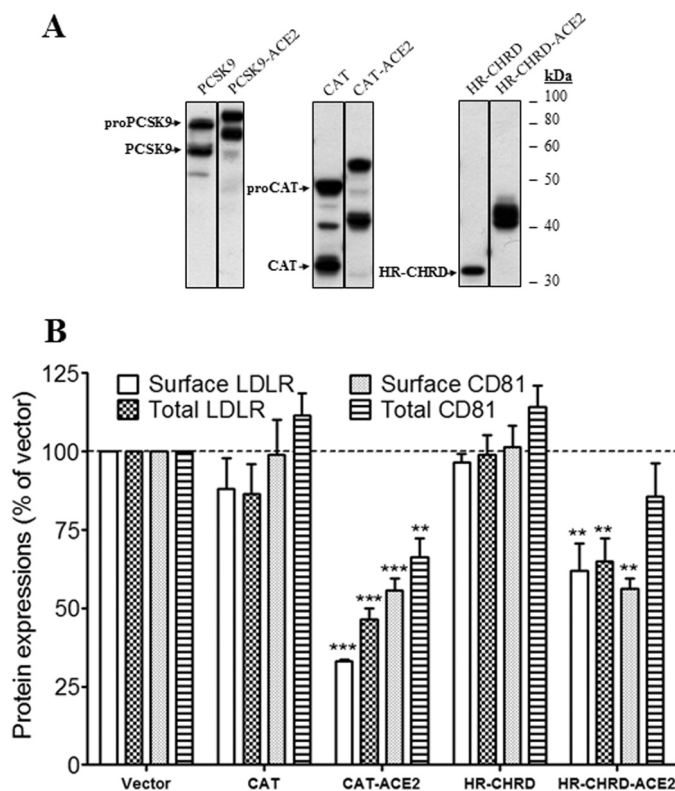 A
PCSK9
PCSK9-ACE2
CAT
CAT-ACE2
HR-CHRD
HR-CHRD-ACE2
kDa
100
proPCSK9
80
PCSK9
60
50
proCAT
40
CAT
HR-CHRD
30
B
Surface LDLR
Surface CD81
Total LDLR
Total CD81
Protein expressions (% of vector)
125
100
75
50
25
0
***
***
***
**
**
**
**
Vector
CAT
CAT-ACE2
HR-CHRD
HR-CHRD-ACE2